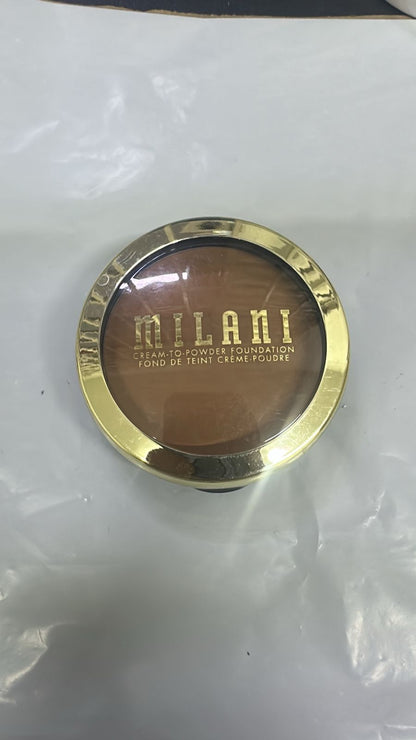 MILANI
CREAM-TO-POWDER FOUNDATION
FOND DE TEINT CRÈME-POUDRE